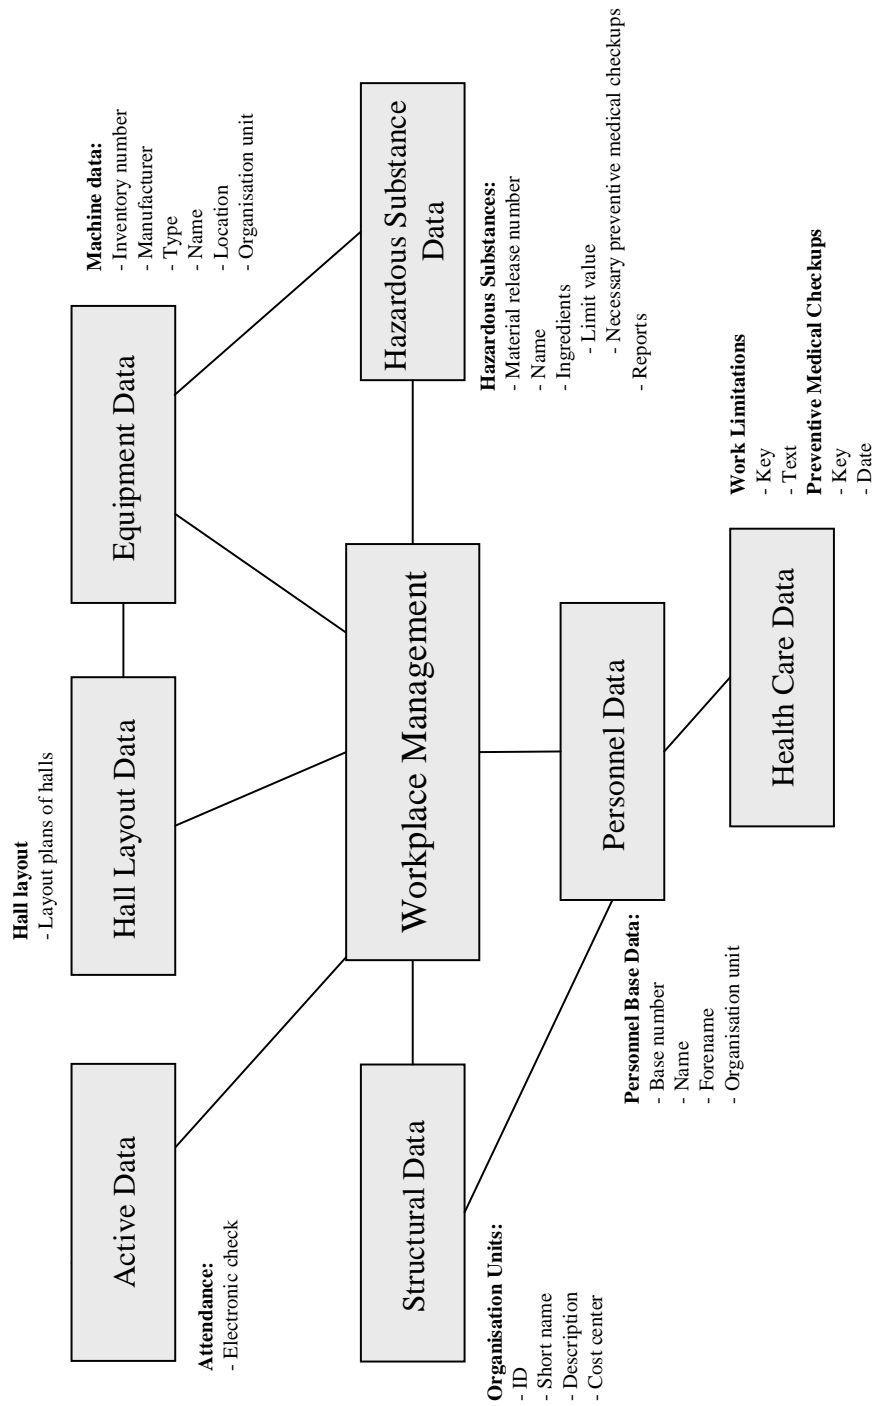 Hall layout
- Layout plans of halls
Machine data:
- Inventory number
- Manufacturer
- Type
- Name
- Location
- Organisation unit
Active Data
Hall Layout Data
Equipment Data
Attendance:
- Electronic check
Structural Data
Workplace Management
Hazardous Substance
Data
Organisation Units:
- ID
- Short name
- Description
- Cost center
Hazardous Substances:
- Material release number
- Name
- Ingredients
- Limit value
- Necessary preventive medical checkups
- Reports
Personnel Data
Personnel Base Data:
- Base number
- Name
- Forename
- Organisation unit
Health Care Data
Work Limitations
- Key
- Text
Preventive Medical Checkups
- Key
- Date